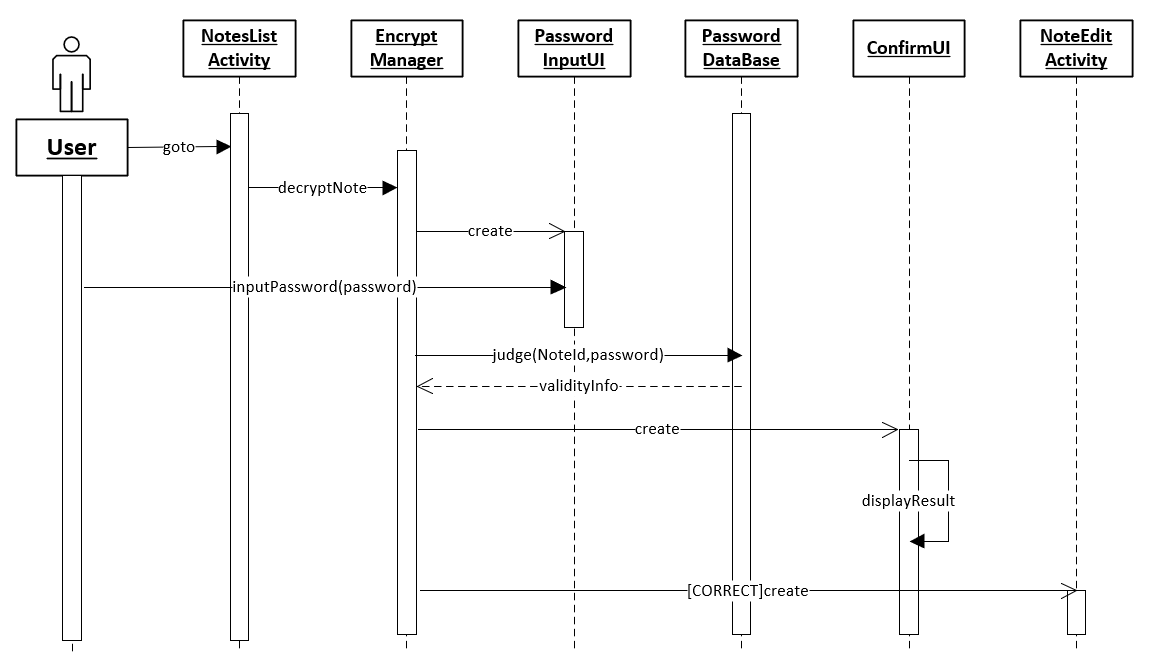 NotesList
Activity
Encrypt
Manager
Password
InputUI
Password
DataBase
ConfirmUI
NoteEdit
Activity
User
goto
decryptNote
create
inputPassword(password)
judge(NoteId,password)
validityInfo
create
displayResult
[CORRECT]create